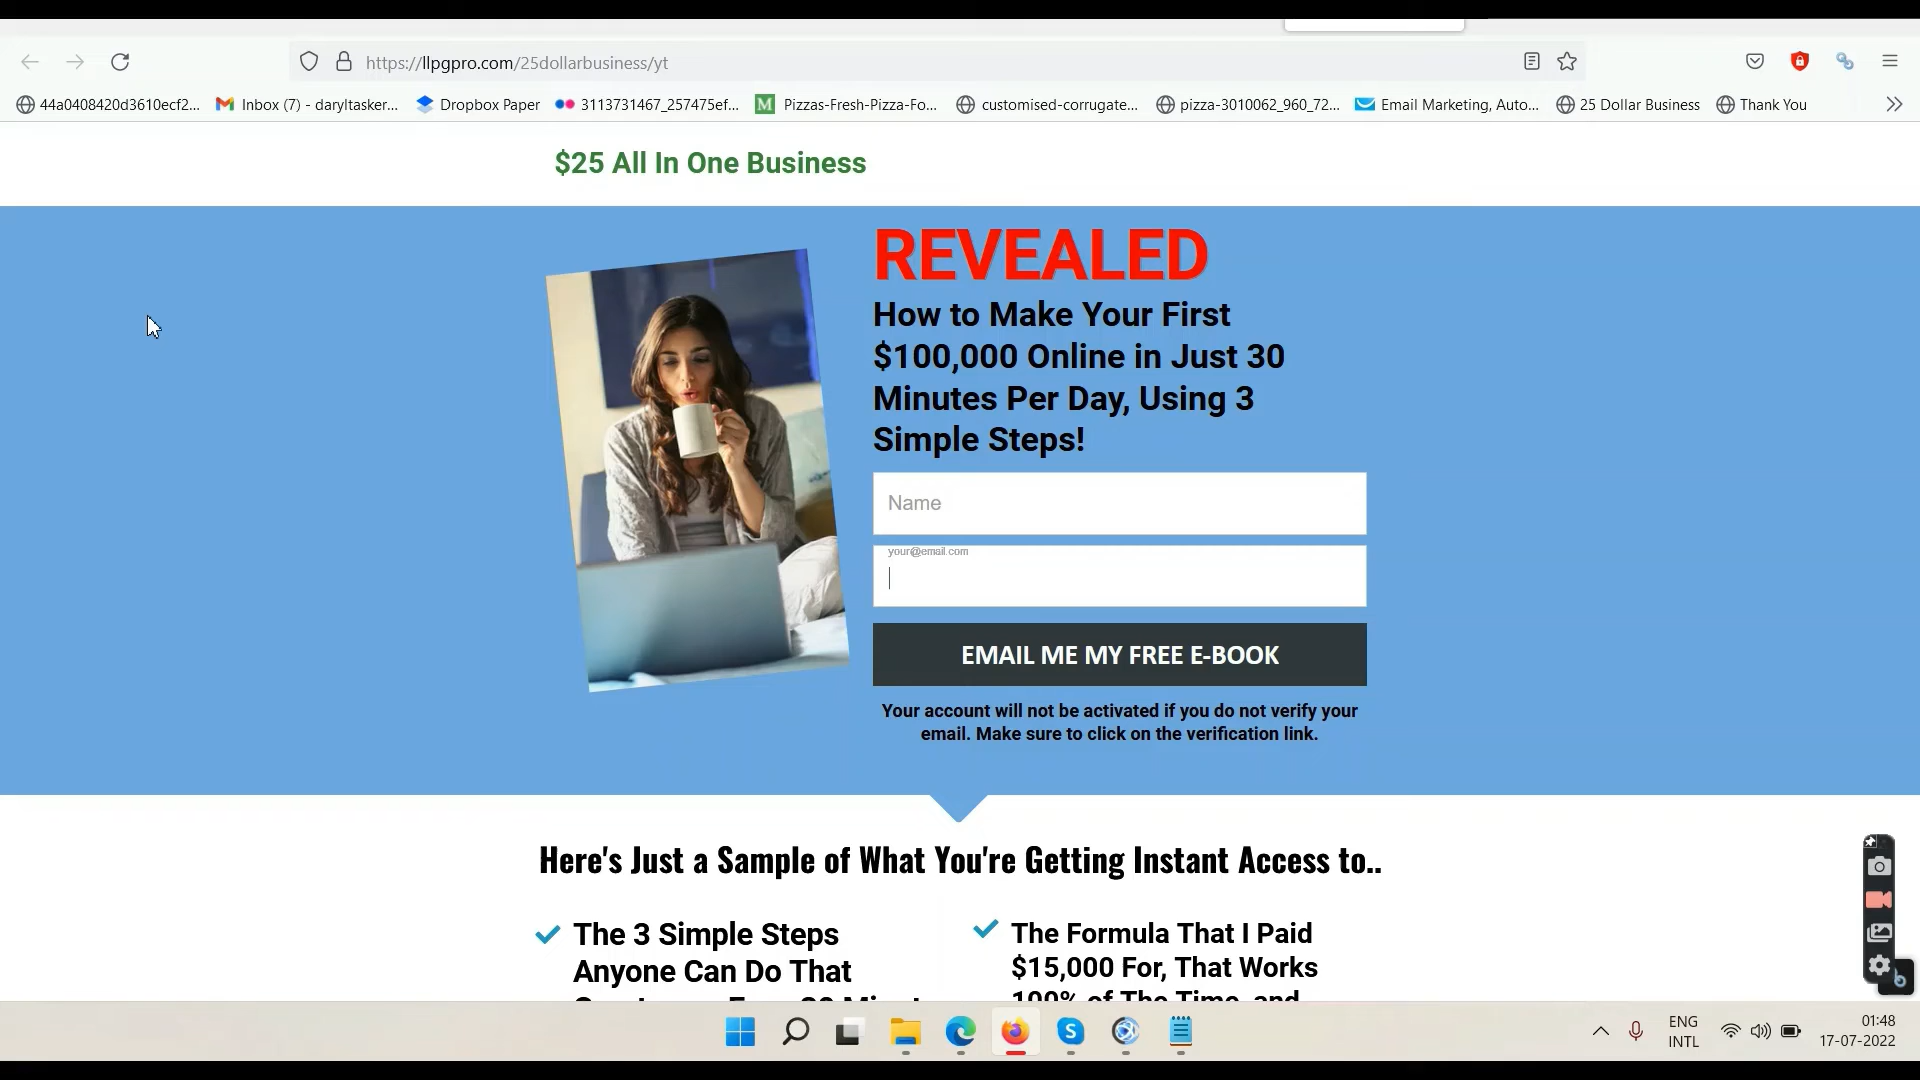 https://llpgpro.com/25dollarbusiness/yt
44a0408420d3610ecf2... Inbox (7) - daryltasker... Dropbox Paper 3113731467_257475ef... M Pizzas-Fresh-Pizza-Fo... customised-corrugate... pizza-3010062_960_72... Email Marketing, Auto... 25 Dollar Business Thank You
$25 All In One Business
REVEALED
How to Make Your First
$100,000 Online in Just 30
Minutes Per Day, Using 3
Simple Steps!
Name
your@email.com
EMAIL ME MY FREE E-BOOK
Your account will not be activated if you do not verify your
email. Make sure to click on the verification link.
Here's Just a Sample of What You're Getting Instant Access to..
The 3 Simple Steps
Anyone Can Do That
The Formula That I Paid
$15,000 For, That Works
100% of The Time, and
ENG
INTL
01:48
17-07-2022